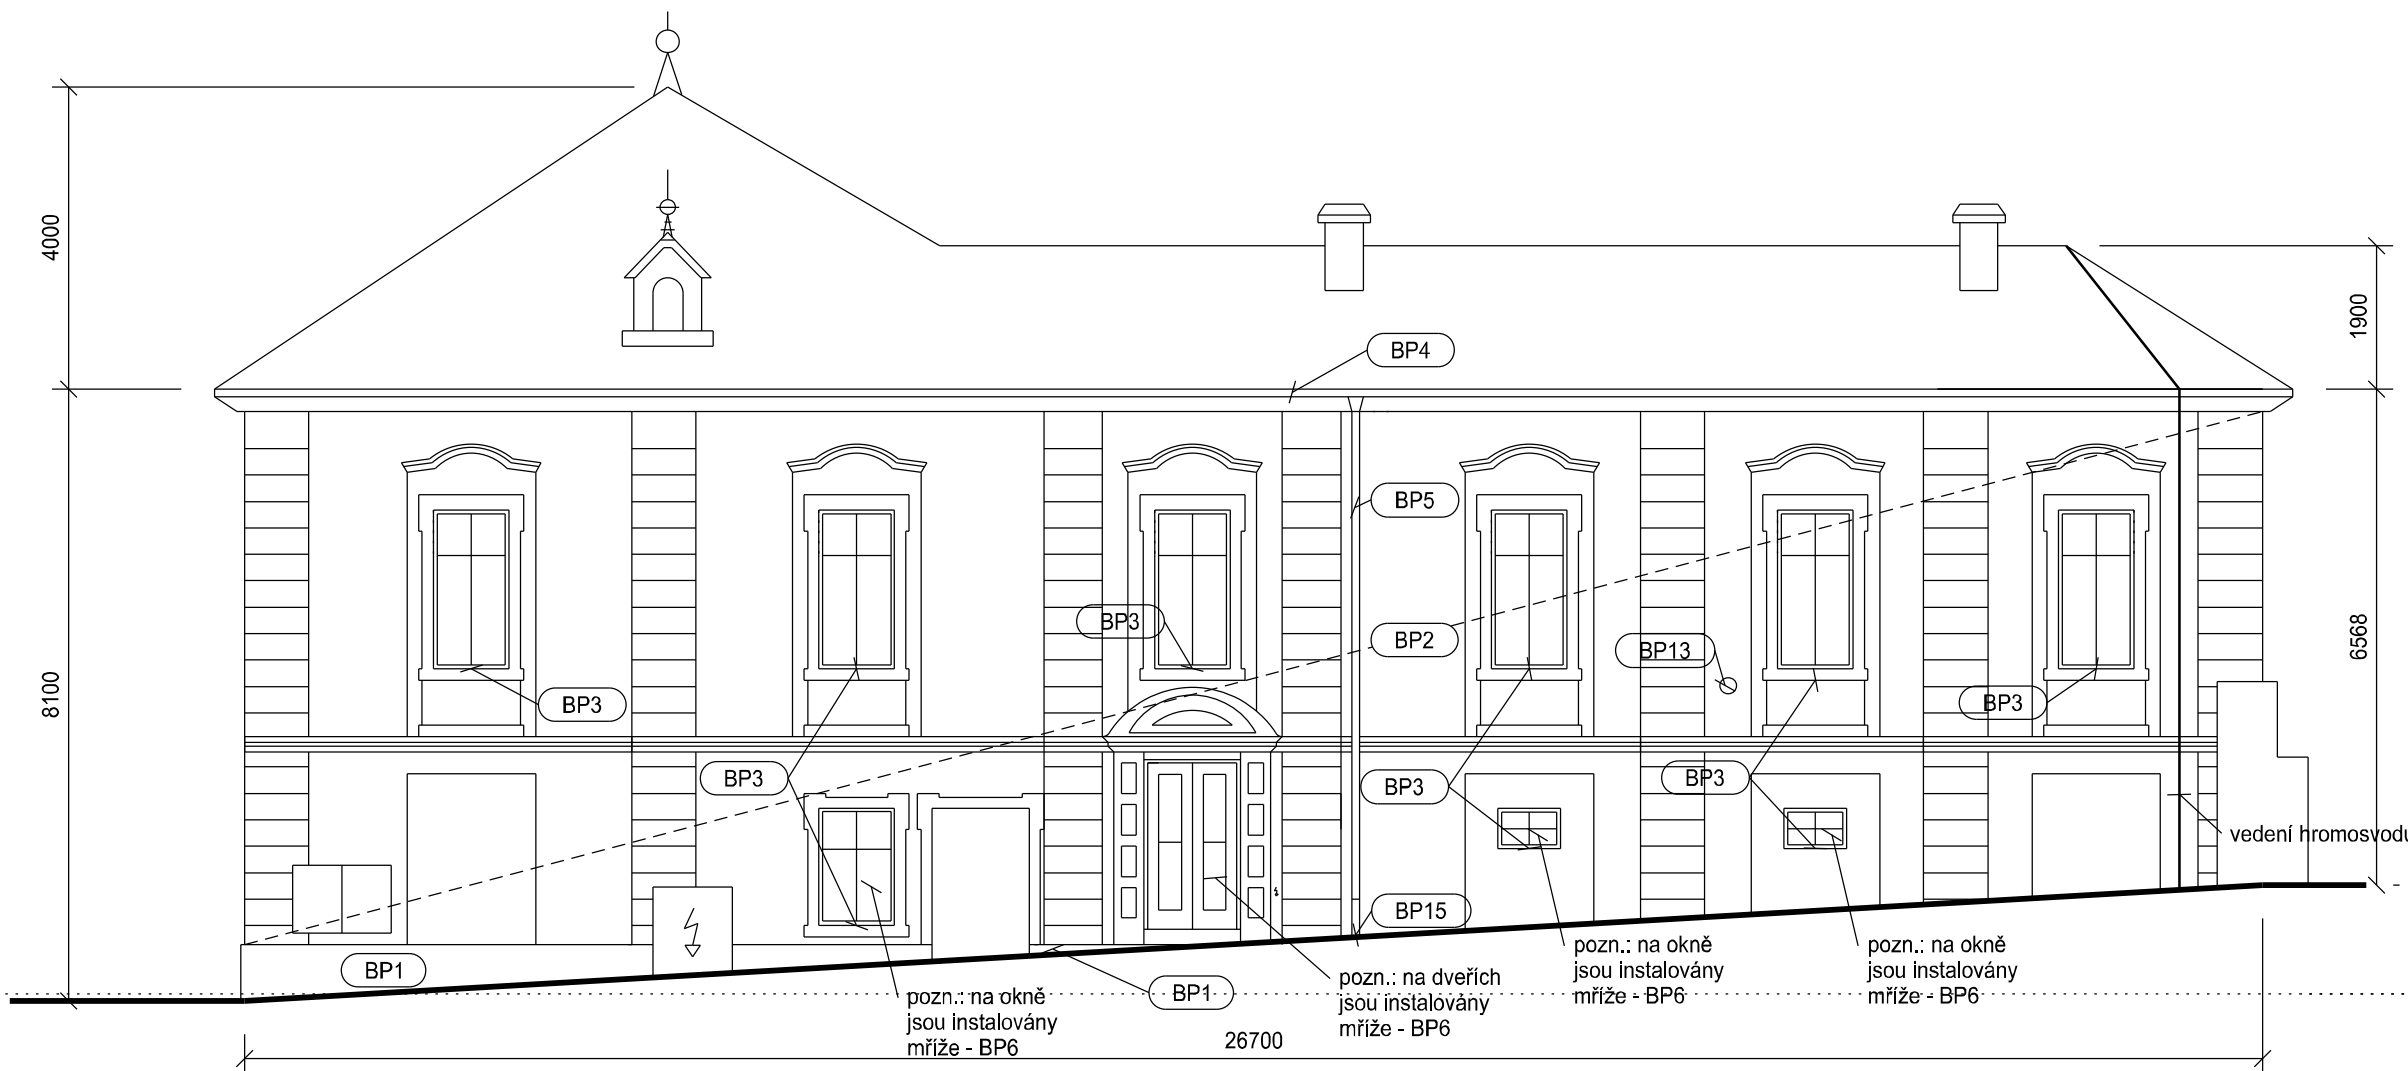 4000
1900
BP4
BP5
BP3
BP2
BP13
6568
8100
BP3
BP3
BP3
BP3
BP3
vedení hromosvodu
BP15
BP1
BP1
pozn.: na okně
jsou instalovány
mříže - BP6
pozn.: na dveřích
jsou instalovány
mříže - BP6
pozn.: na okně
jsou instalovány
mříže - BP6
pozn.: na okně
jsou instalovány
mříže - BP6
26700